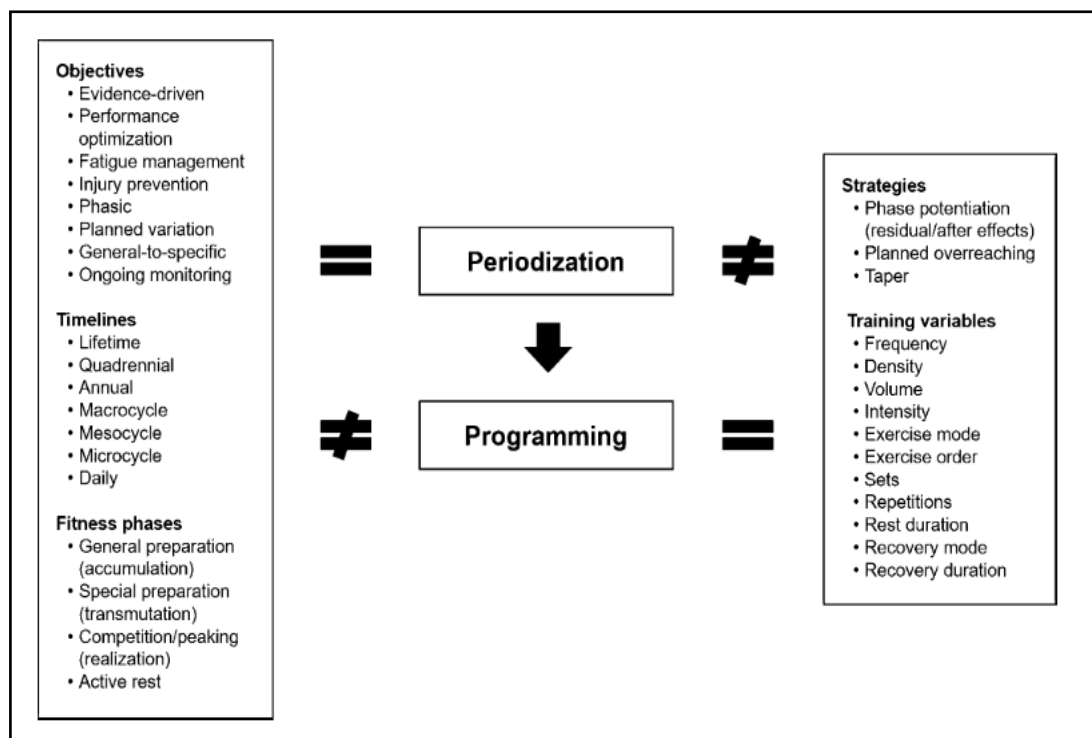 Objectives
• Evidence-driven
• Performance
optimization
• Fatigue management
• Injury prevention
• Phasic
• Planned variation
• General-to-specific
• Ongoing monitoring
Timelines
• Lifetime
• Quadrennial
• Annual
• Macrocycle
• Mesocycle
• Microcycle
• Daily
Fitness phases
• General preparation
(accumulation)
• Special preparation
(transmutation)
• Competition/peaking
(realization)
• Active rest
=
Periodization
≠
≠
Programming
=
Strategies
• Phase potentiation
(residual/after effects)
• Planned overreaching
• Taper
Training variables
• Frequency
• Density
• Volume
• Intensity
• Exercise mode
• Exercise order
• Sets
• Repetitions
• Rest duration
• Recovery mode
• Recovery duration